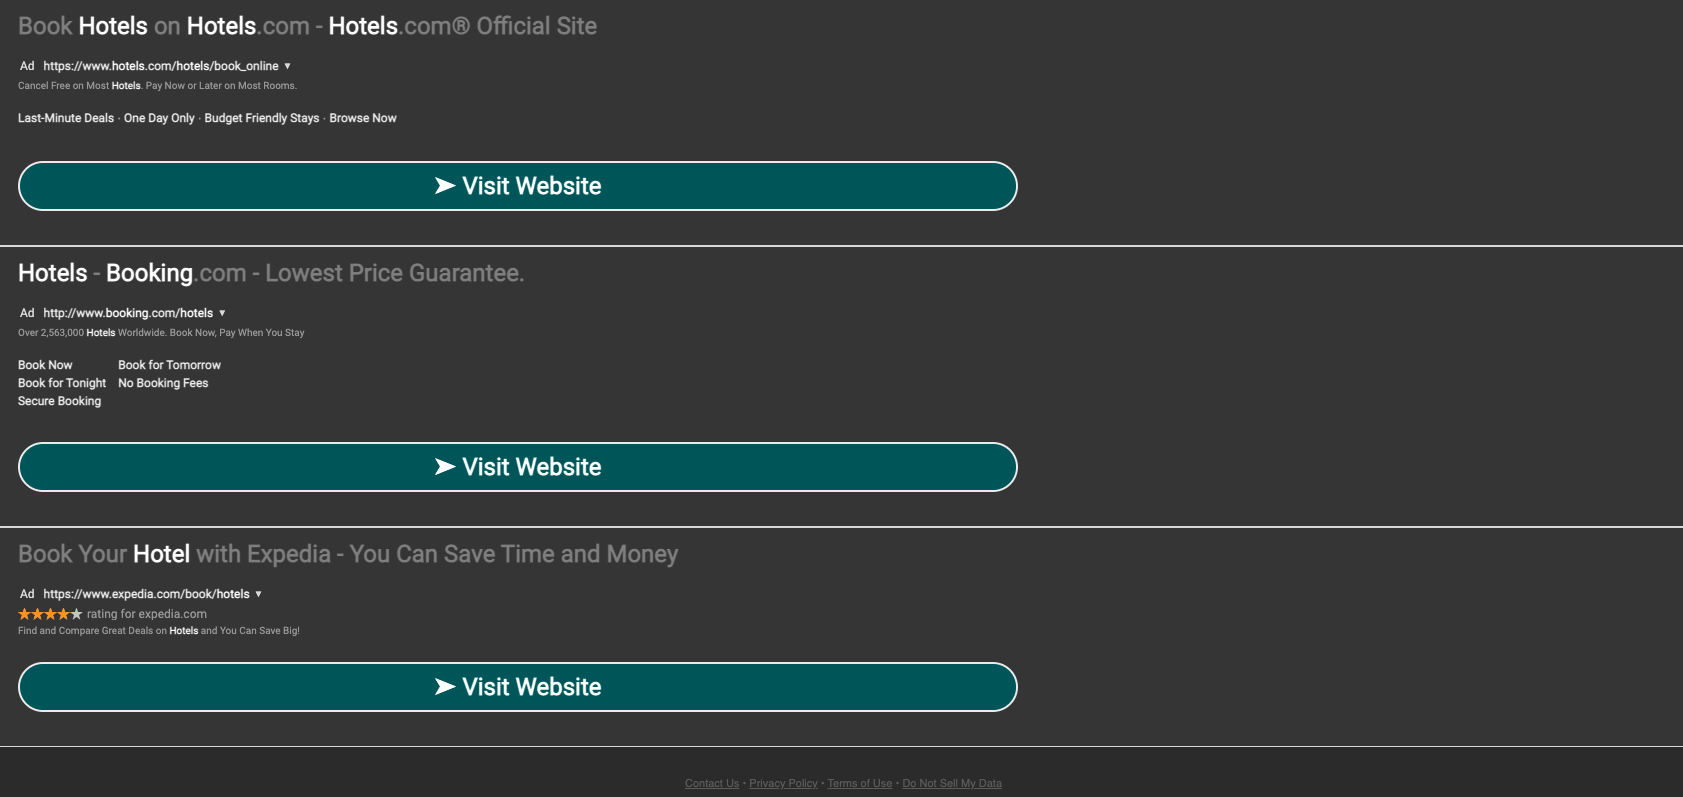 Book Hotels on Hotels.com - Hotels.com® Official Site
Ad https://www.hotels.com/hotels/book_online ▼
Cancel Free on Most Hotels. Pay Now or Later on Most Rooms.
Last-Minute Deals · One Day Only · Budget Friendly Stays · Browse Now
➤ Visit Website
Hotels - Booking.com - Lowest Price Guarantee.
Ad http://www.booking.com/hotels ▼
Over 2,563,000 Hotels Worldwide. Book Now, Pay When You Stay
Book Now Book for Tomorrow
Book for Tonight No Booking Fees
Secure Booking
➤ Visit Website
Book Your Hotel with Expedia - You Can Save Time and Money
Ad https://www.expedia.com/book/hotels ▼
★★★★★ rating for expedia.com
Find and Compare Great Deals on Hotels and You Can Save Big!
➤ Visit Website
Contact Us • Privacy Policy • Terms of Use • Do Not Sell My Data